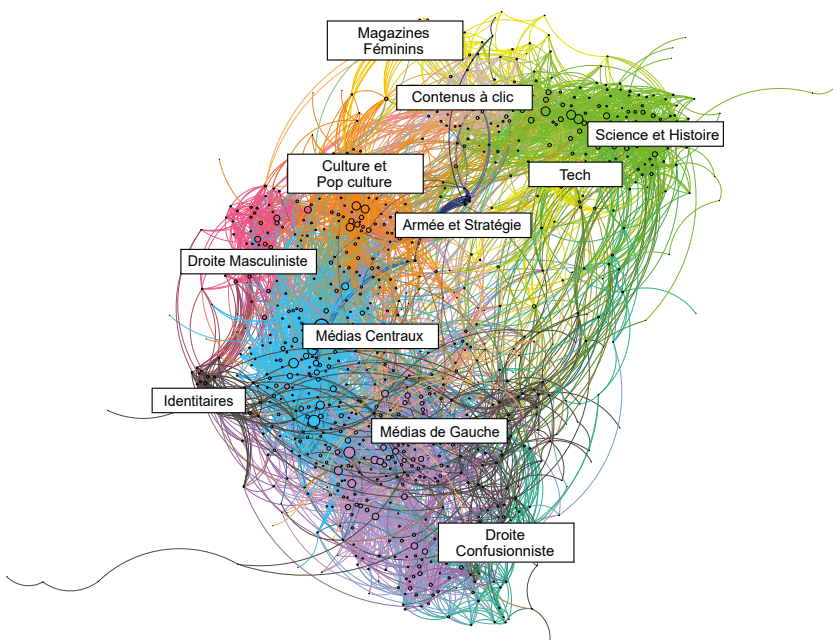 Magazines
Féminins
Contenus à clic
Science et Histoire
Culture et
Pop culture
Tech
Armée et Stratégie
Droite Masculiniste
Médias Centraux
Identitaires
Médias de Gauche
Droite
Confusionniste